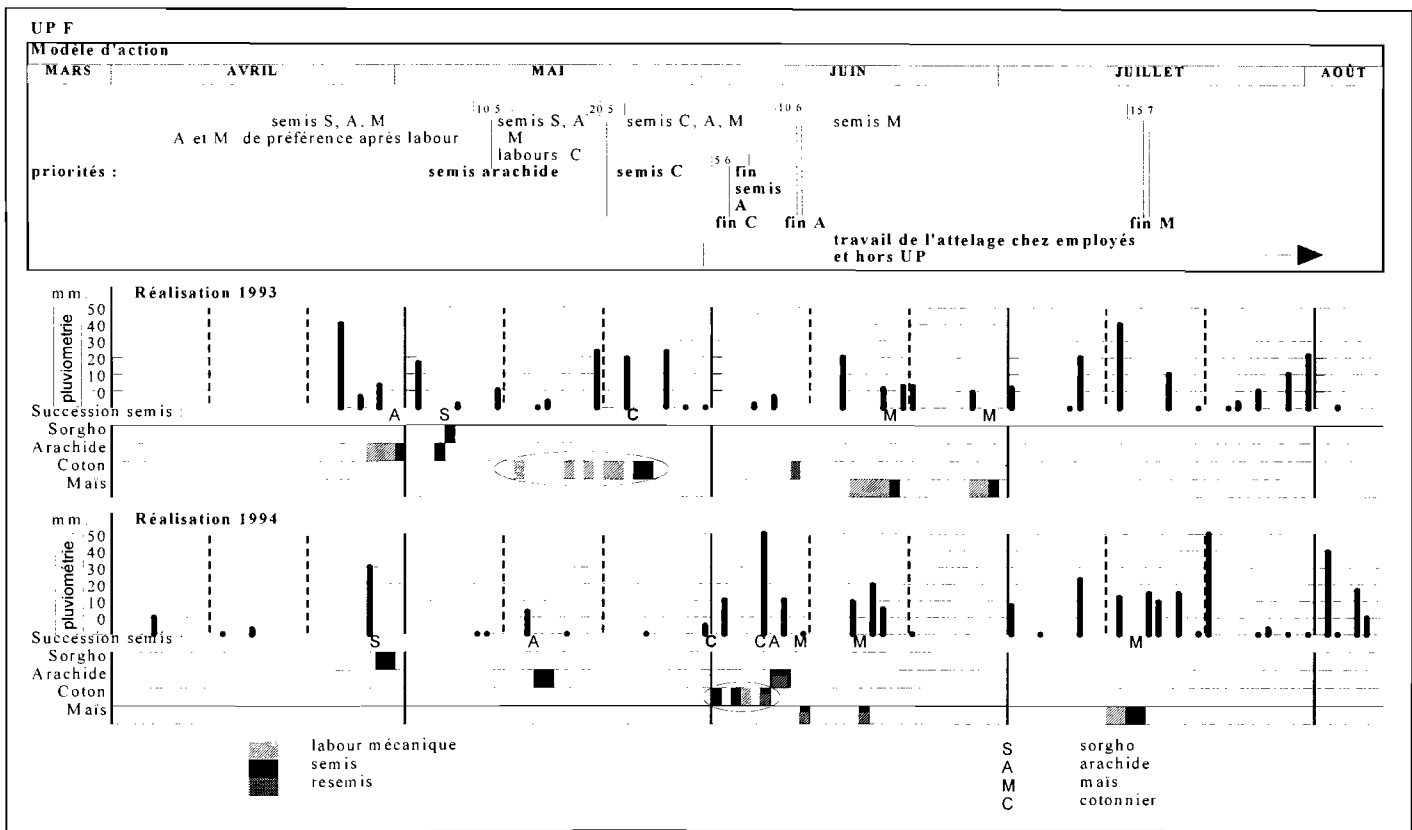 UP F
Modèle d'action
MARS AVRIL MAI JUIN JUILLET AOÛT
10 5 20 5 10 6 15 7
semis S, A, M semis S, A semis C, A, M semis M
A et M de préférence après labour M
labours C
5 6
priorités : semis arachide semis C fin
semis
A
fin C fin A fin M
travail de l'attelage chez employés
et hors UP
mm. Réalisation 1993
pluviometrie
50
40
30
20
10
0
Succession semis : A S C M M
Sorgho
Arachide
Coton
Maïs
mm. Réalisation 1994
pluviométrie
50
40
30
20
10
0
Succession semis : S A C C A M M M
Sorgho
Arachide
Coton
Maïs
labour mécanique
semis
resemis
S sorgho
A arachide
M maïs
C cotonnier